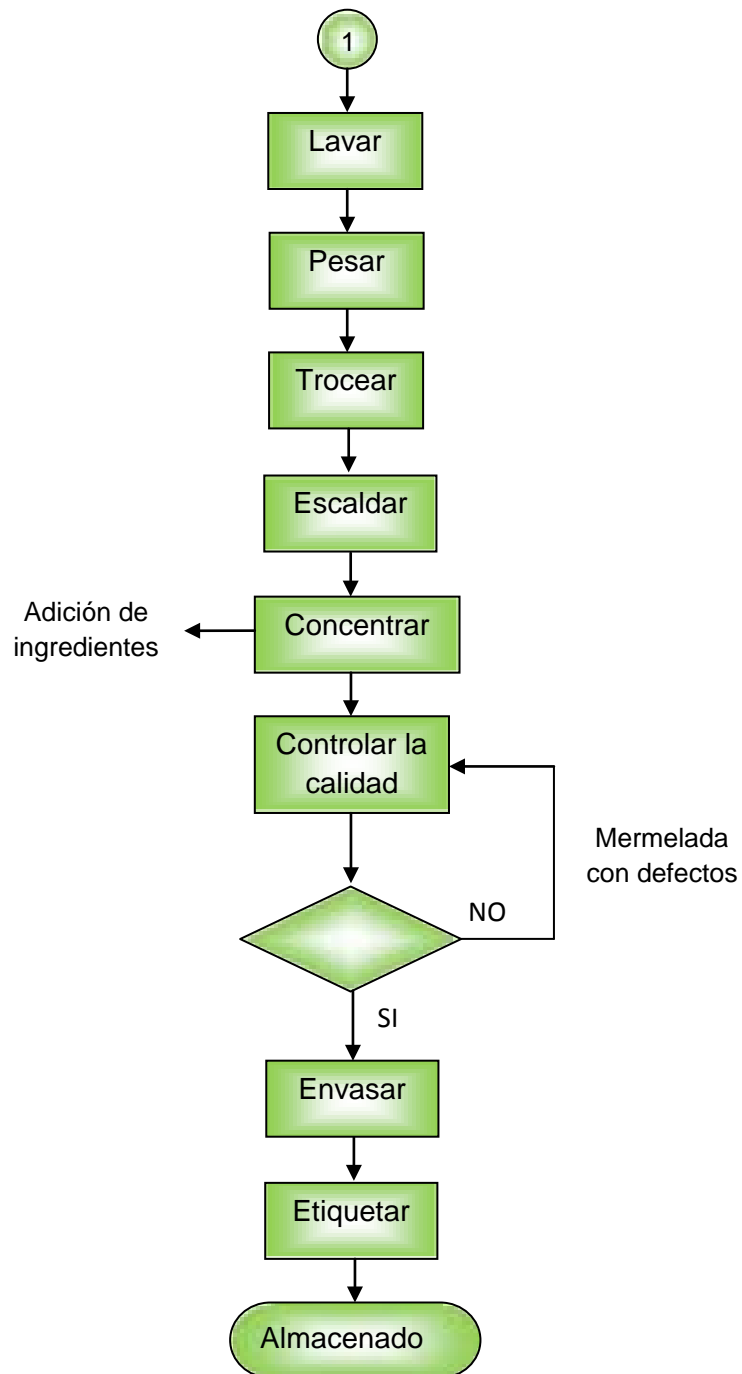 1
Lavar
Pesar
Trocear
Escaldar
Adición de
ingredientes
Concentrar
Controlar la
calidad
Mermelada
con defectos
NO
SI
Envasar
Etiquetar
Almacenado